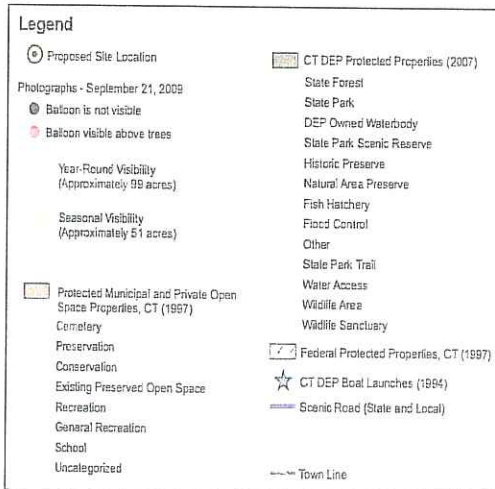 Legend
Proposed Site Location
Photographs - September 21, 2009
Balloon is not visible
Balloon visible above trees
Year-Round Visibility
(Approximately 99 acres)
Seasonal Visibility
(Approximately 51 acres)
Protected Municipal and Private Open
Space Properties, CT (1997)
Cemetery
Preservation
Conservation
Existing Preserved Open Space
Recreation
General Recreation
School
Uncategorized
CT DEP Protected Properties (2007)
State Forest
State Park
DEP Owned Waterbody
State Park Scenic Reserve
Historic Preserve
Natural Area Preserve
Fish Hatchery
Flood Control
Other
State Park Trail
Water Access
Wildlife Area
Wildlife Sanctuary
Federal Protected Properties, CT (1997)
CT DEP Boat Launches (1994)
Scenic Road (State and Local)
Town Line